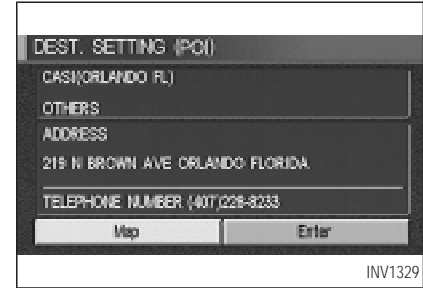 DEST. SETTING (POI)
CASI(ORLANDO FL)
OTHERS
ADDRESS
219 N BROWN AVE ORLANDO FLORIDA
TELEPHONE NUMBER (407)228-8233
Map
Enter
INV1329